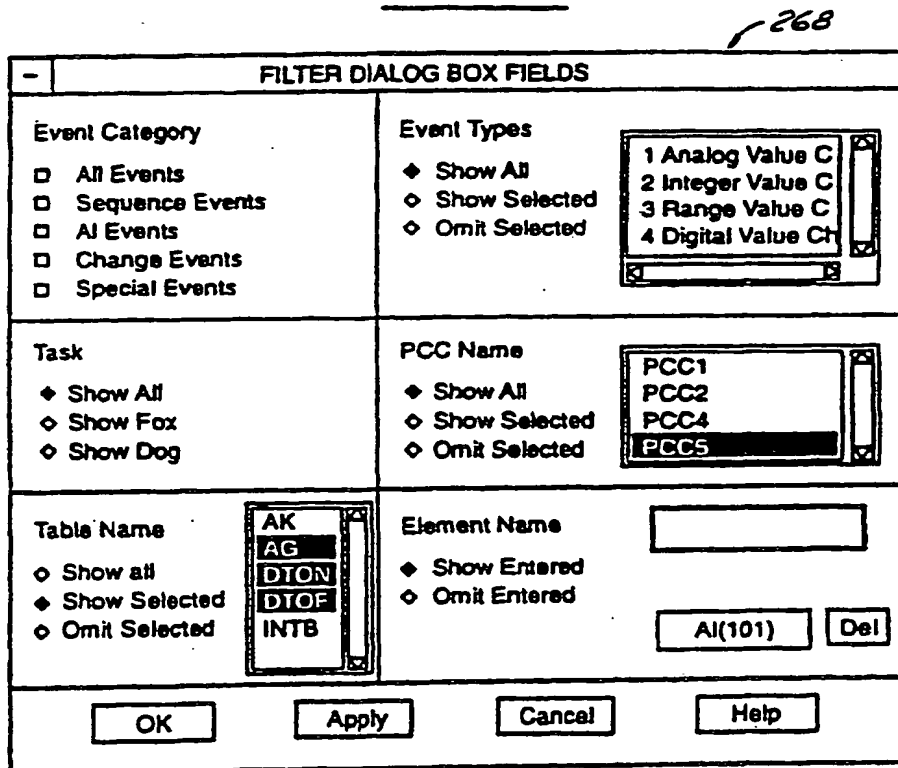 268
FILTER DIALOG BOX FIELDS
Event Category
All Events
Sequence Events
AI Events
Change Events
Special Events
Event Types
Show All
Show Selected
Omit Selected
1 Analog Value C
2 Integer Value C
3 Range Value C
4 Digital Value Ch
Task
Show All
Show Fox
Show Dog
PCC Name
Show All
Show Selected
Omit Selected
PCC1
PCC2
PCC4
PCC5
Table Name
Show all
Show Selected
Omit Selected
AK
AG
DTON
DTOF
INTB
Element Name
Show Entered
Omit Entered
AI(101)
Del
OK
Apply
Cancel
Help